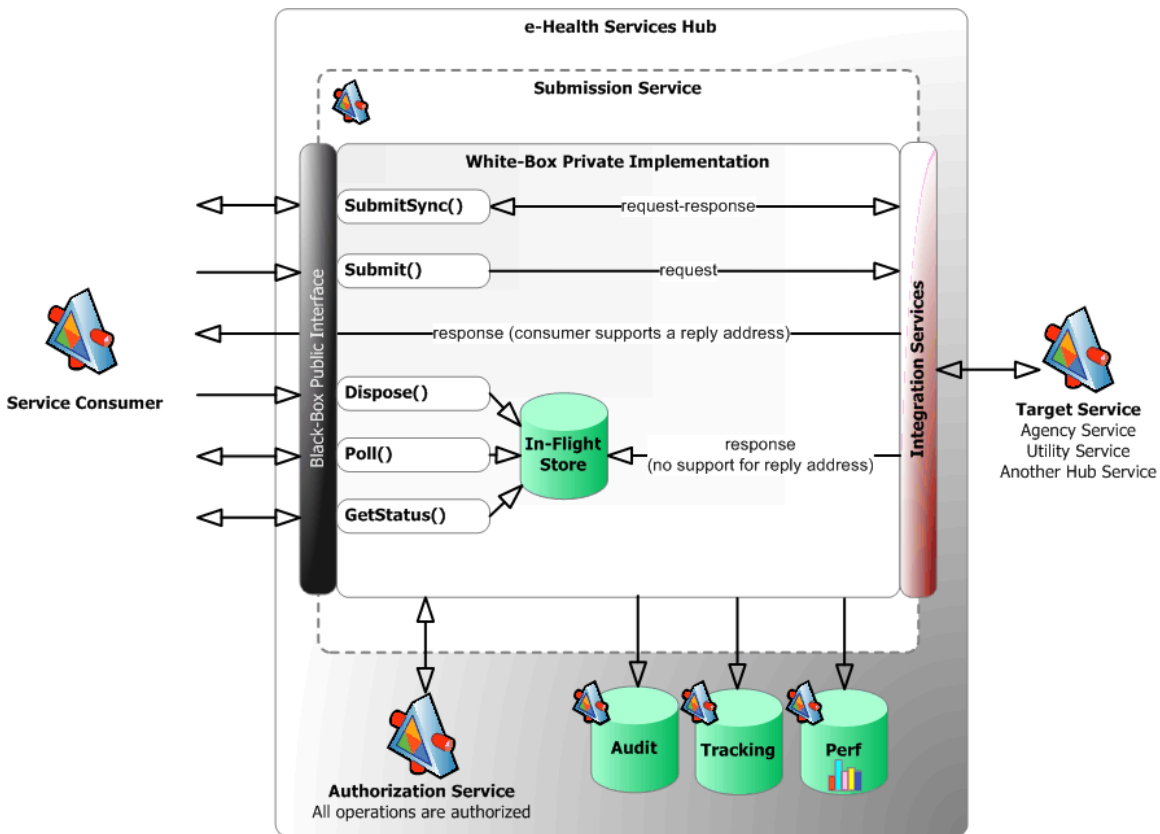 e-Health Services Hub
Submission Service
White-Box Private Implementation
SubmitSync()
request-response
Submit()
request
Black-Box Public Interface
response (consumer supports a reply address)
Integration Services
Service Consumer
Dispose()
Poll()
GetStatus()
In-Flight
Store
response
(no support for reply address)
Target Service
Agency Service
Utility Service
Another Hub Service
Authorization Service
All operations are authorized
Audit
Tracking
Perf